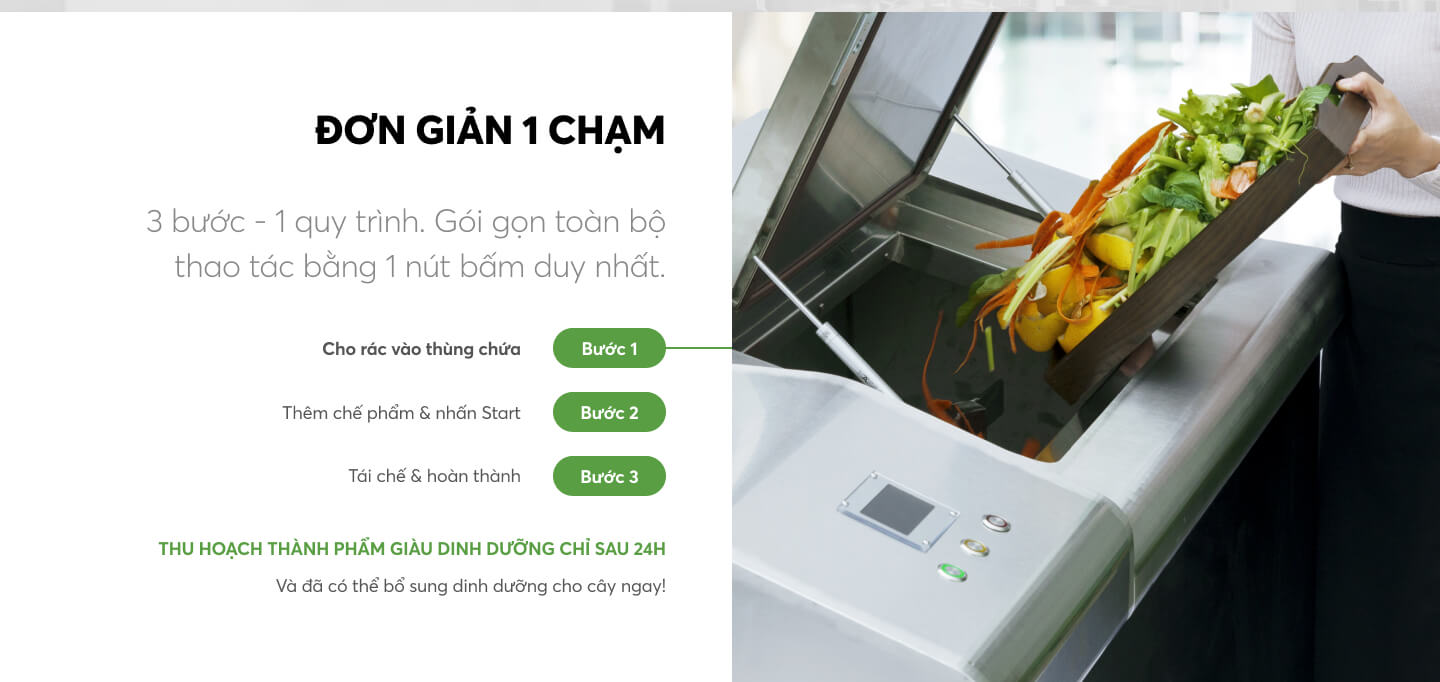 ĐƠN GIẢN 1 CHẠM
3 bước - 1 quy trình. Gói gọn toàn bộ
thao tác bằng 1 nút bấm duy nhất.
Cho rác vào thùng chứa Bước 1
Thêm chế phẩm & nhấn Start Bước 2
Tái chế & hoàn thành Bước 3
THU HOẠCH THÀNH PHẨM GIÀU DINH DƯỠNG CHỈ SAU 24H
Và đã có thể bổ sung dinh dưỡng cho cây ngay!